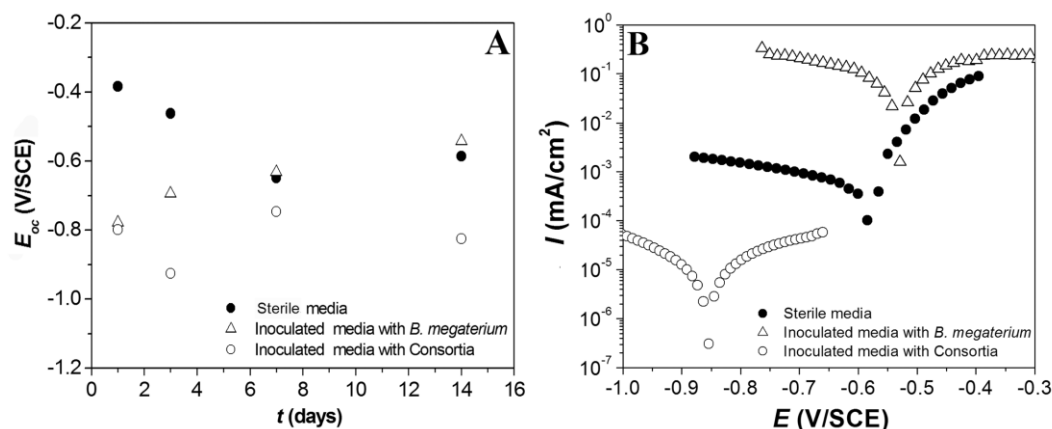 A
-0.2
-0.4
-0.6
-0.8
-1.0
-1.2
E_oc (V/SCE)
Sterile media
Inoculated media with B. megaterium
Inoculated media with Consortia
0 2 4 6 8 10 12 14 16
t (days)
B
10^0
10^-1
10^-2
10^-3
10^-4
10^-5
10^-6
10^-7
I (mA/cm^2)
Sterile media
Inoculated media with B. megaterium
Inoculated media with Consortia
-1.0 -0.9 -0.8 -0.7 -0.6 -0.5 -0.4 -0.3
E (V/SCE)